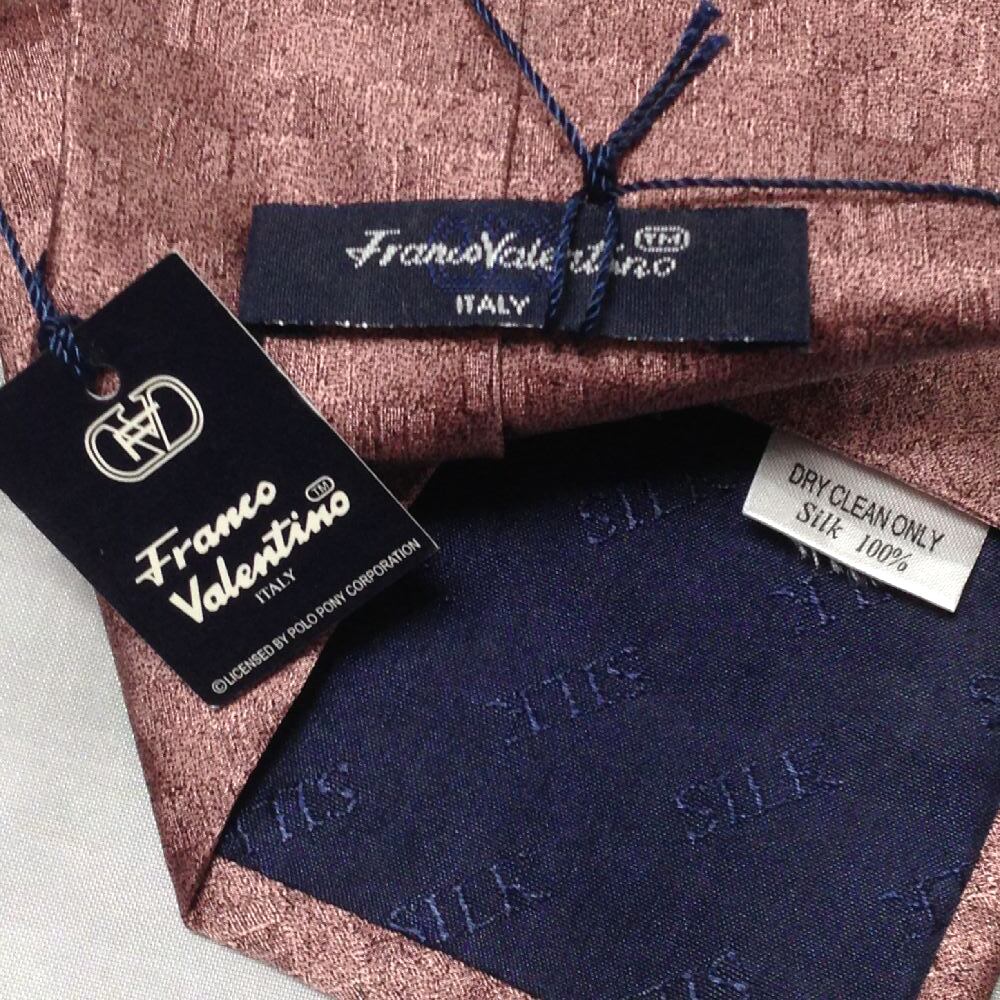 Franco Valentino TM
ITALY
Franco TM
Valentino
ITALY
©LICENSED BY POLO PONY CORPORATION
DRY CLEAN ONLY
Silk 100%
SILK
SILK
SILK
SILK
SILK